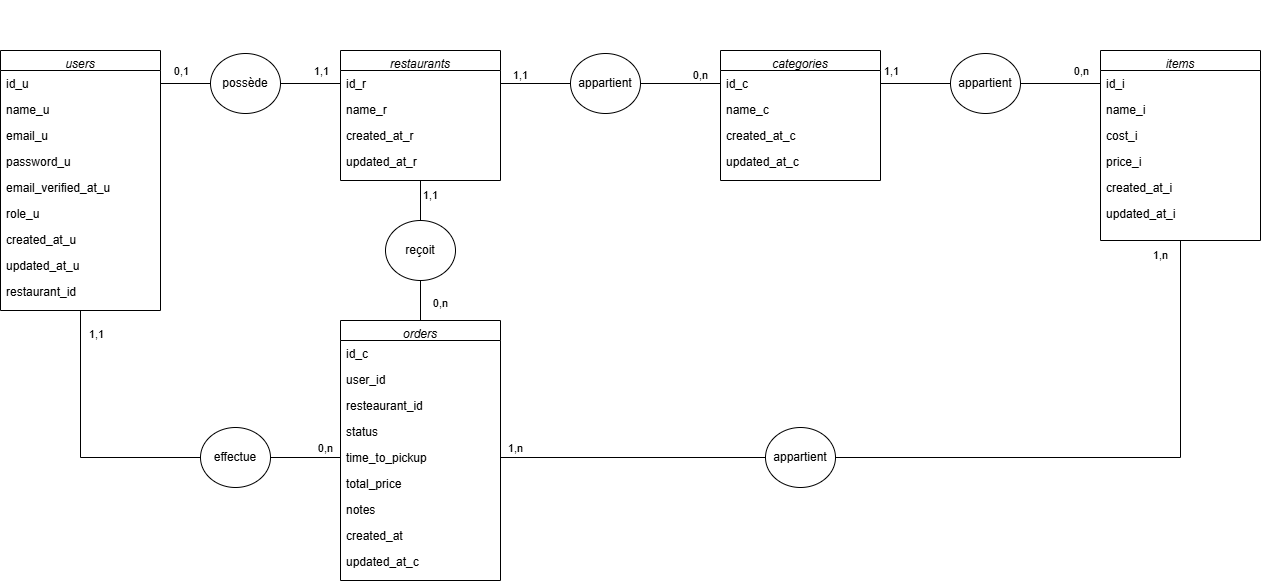 users
id_u
name_u
email_u
password_u
email_verified_at_u
role_u
created_at_u
updated_at_u
restaurant_id
0,1
possède
1,1
restaurants
id_r
name_r
created_at_r
updated_at_r
1,1
appartient
0,n
categories
id_c
name_c
created_at_c
updated_at_c
1,1
appartient
0,n
items
id_i
name_i
cost_i
price_i
created_at_i
updated_at_i
1,1
reçoit
0,n
1,n
1,1
effectue
0,n
orders
id_c
user_id
resteaurant_id
status
time_to_pickup
total_price
notes
created_at
updated_at_c
1,n
appartient